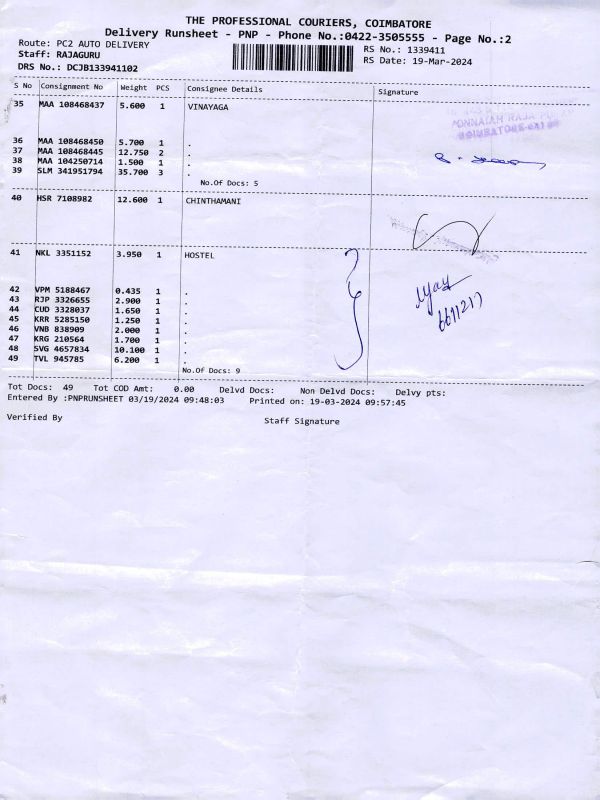 THE PROFESSIONAL COURIERS, COIMBATORE
Delivery Runsheet - PNP - Phone No.:0422-3505555 - Page No.:2
Route: PC2 AUTO DELIVERY
RS No.: 1339411
Staff: RAJAGURU
RS Date: 19-Mar-2024
DRS No.: DCJB133941102
S No Consignment No Weight PCS Consignee Details Signature
35 MAA 108468437 5.600 1 VINAYAGA
PONNAIAH RAJA
COIMBATORE
36 MAA 108468450 5.700 1 .
37 MAA 108468445 12.750 2 .
38 MAA 104250714 1.500 1 .
39 SLM 341951794 35.700 3 .
No.Of Docs: 5
40 HSR 7108982 12.600 1 CHINTHAMANI
41 NKL 3351152 3.950 1 HOSTEL
42 VPM 5188467 0.435 1 .
43 RJP 3326655 2.900 1 .
44 CUD 3328037 1.650 1 .
45 KRR 5285150 1.250 1 .
46 VNB 838909 2.000 1 .
47 KRG 210564 1.700 1 .
48 SVG 4657834 10.100 1 .
49 TVL 945785 6.200 1 .
No.Of Docs: 9
Tot Docs: 49 Tot COD Amt: 0.00 Delvd Docs: Non Delvd Docs: Delvy pts:
Entered By :PNPRUNSHEET 03/19/2024 09:48:03 Printed on: 19-03-2024 09:57:45
Verified By Staff Signature